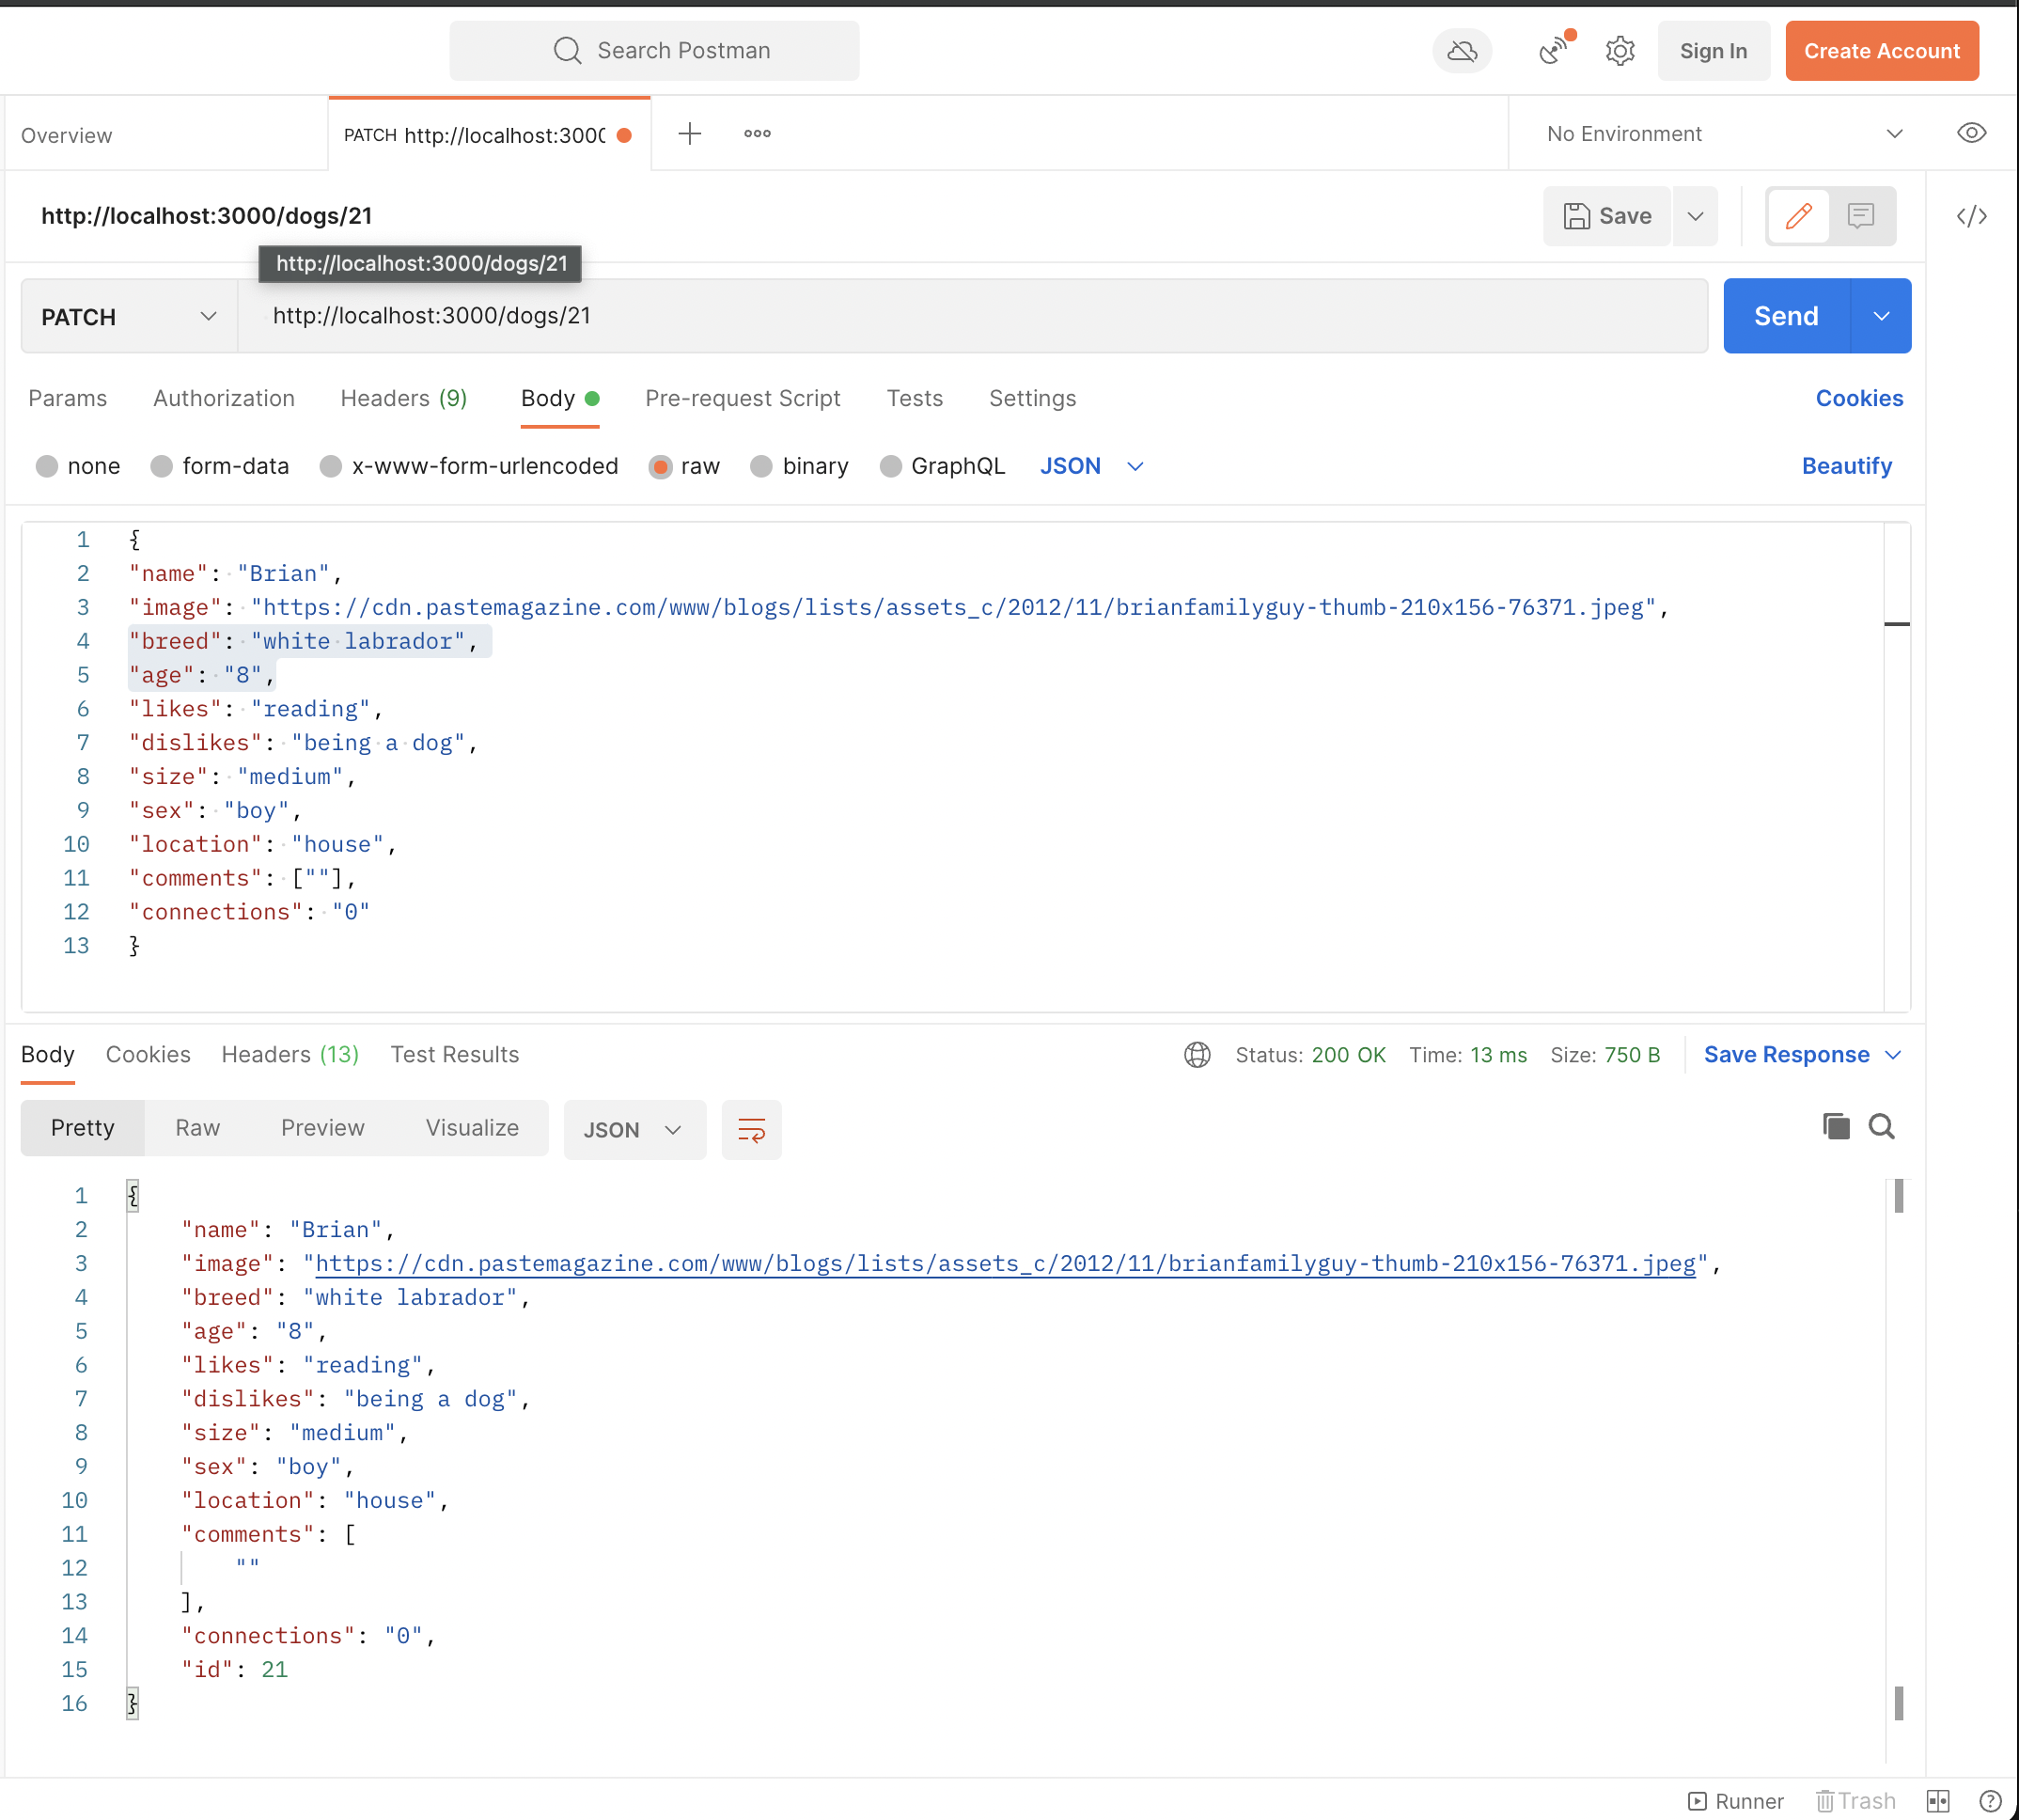 Search Postman
Sign In
Create Account
Overview
PATCH http://localhost:3000
No Environment
http://localhost:3000/dogs/21
Save
http://localhost:3000/dogs/21
PATCH
http://localhost:3000/dogs/21
Send
Params Authorization Headers (9) Body Pre-request Script Tests Settings Cookies
none form-data x-www-form-urlencoded raw binary GraphQL JSON Beautify
1 {
2 "name": "Brian",
3 "image": "https://cdn.pastemagazine.com/www/blogs/lists/assets_c/2012/11/brianfamilyguy-thumb-210x156-76371.jpeg",
4 "breed": "white labrador",
5 "age": "8",
6 "likes": "reading",
7 "dislikes": "being a dog",
8 "size": "medium",
9 "sex": "boy",
10 "location": "house",
11 "comments": [""],
12 "connections": "0"
13 }
Body Cookies Headers (13) Test Results Status: 200 OK Time: 13 ms Size: 750 B Save Response
Pretty Raw Preview Visualize JSON
1 {
2 "name": "Brian",
3 "image": "https://cdn.pastemagazine.com/www/blogs/lists/assets_c/2012/11/brianfamilyguy-thumb-210x156-76371.jpeg",
4 "breed": "white labrador",
5 "age": "8",
6 "likes": "reading",
7 "dislikes": "being a dog",
8 "size": "medium",
9 "sex": "boy",
10 "location": "house",
11 "comments": [
12 ""
13 ],
14 "connections": "0",
15 "id": 21
16 }
Runner Trash